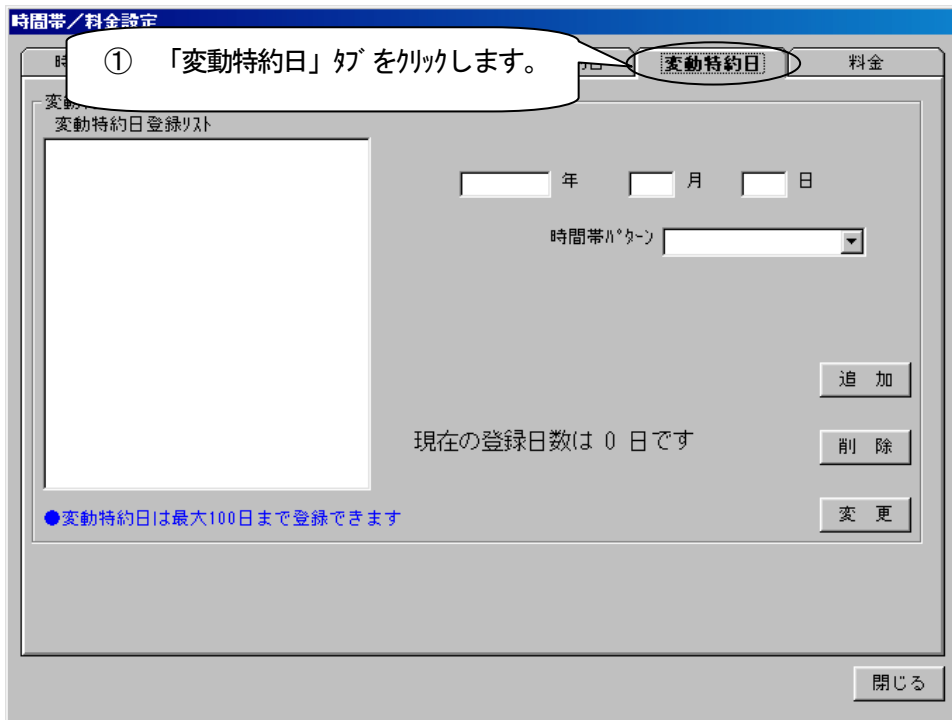 時間帯／料金設定
① 「変動特約日」ﾀﾌﾞをｸﾘｯｸします。
変動特約日
料金
変動特約日登録ﾘｽﾄ
年 月 日
時間帯ﾊﾟﾀｰﾝ
追 加
現在の登録日数は 0 日です
削 除
●変動特約日は最大100日まで登録できます
変 更
閉じる